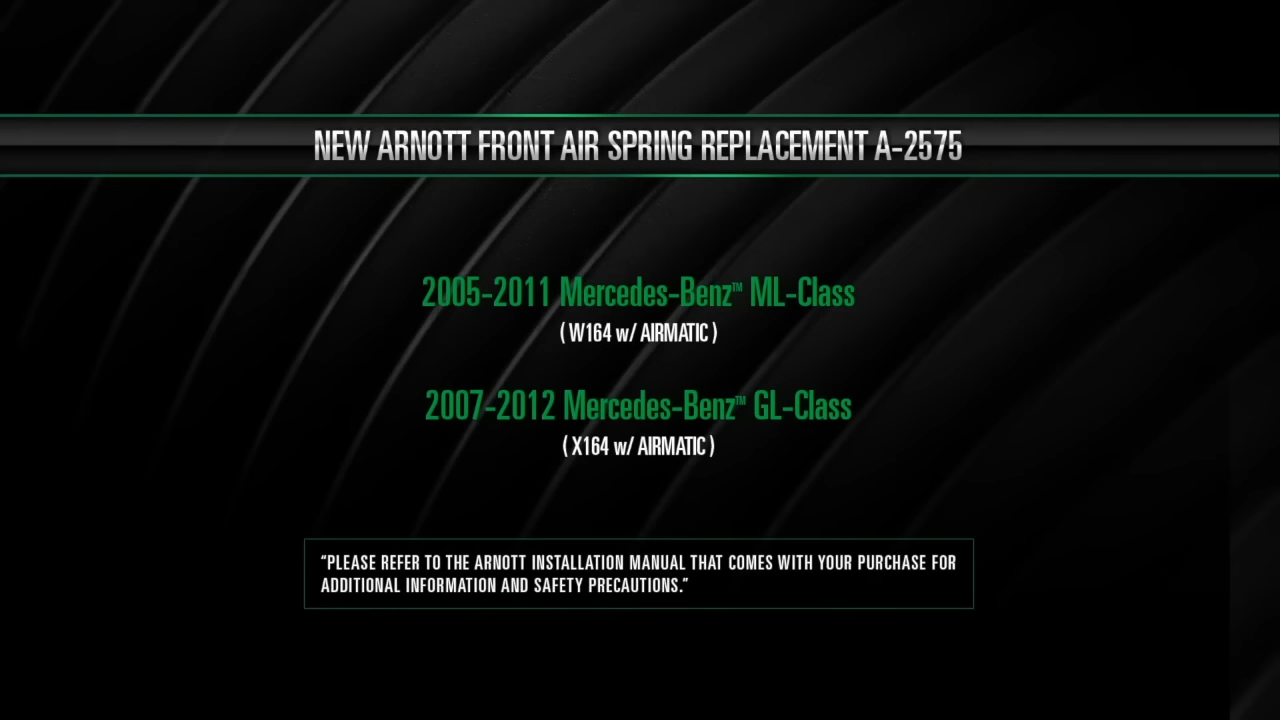 NEW ARNOTT FRONT AIR SPRING REPLACEMENT A-2575
2005-2011 Mercedes-Benz™ ML-Class
( W164 w/ AIRMATIC )
2007-2012 Mercedes-Benz™ GL-Class
( X164 w/ AIRMATIC )
“PLEASE REFER TO THE ARNOTT INSTALLATION MANUAL THAT COMES WITH YOUR PURCHASE FOR
ADDITIONAL INFORMATION AND SAFETY PRECAUTIONS.”